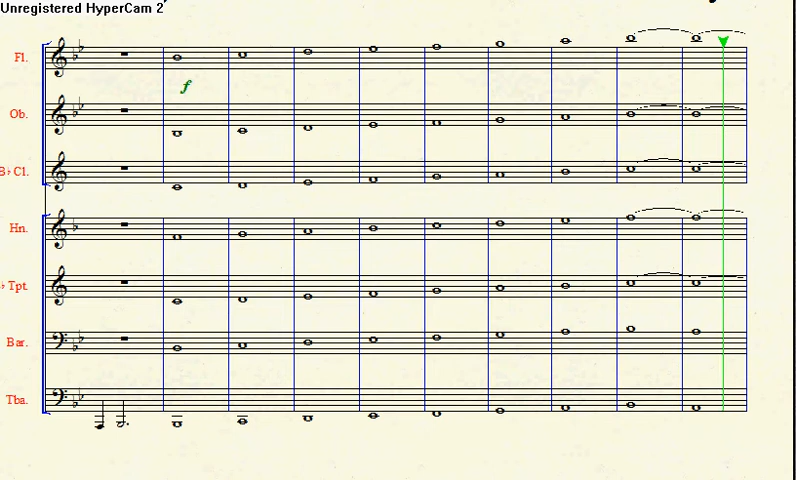 Unregistered HyperCam 2
Fl.
f
Ob.
B♭ Cl.
Hn.
♭ Tpt.
Bar.
Tba.